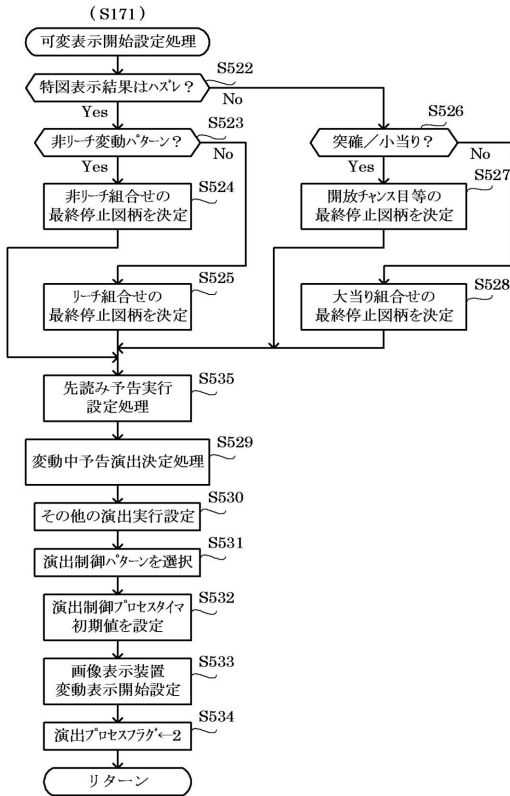 (S171)
可変表示開始設定処理
特図表示結果はハズレ?
S522
Yes
No
非リーチ変動パターン?
S523
Yes
No
突確/小当り?
S526
Yes
No
非リーチ組合せの
最終停止図柄を決定
S524
開放チャンス目等の
最終停止図柄を決定
S527
リーチ組合せの
最終停止図柄を決定
S525
大当り組合せの
最終停止図柄を決定
S528
先読み予告実行
設定処理
S535
変動中予告演出決定処理
S529
その他の演出実行設定
S530
演出制御パターンを選択
S531
演出制御プロセスタイマ
初期値を設定
S532
画像表示装置
変動表示開始設定
S533
演出プロセスフラグ←2
S534
リターン